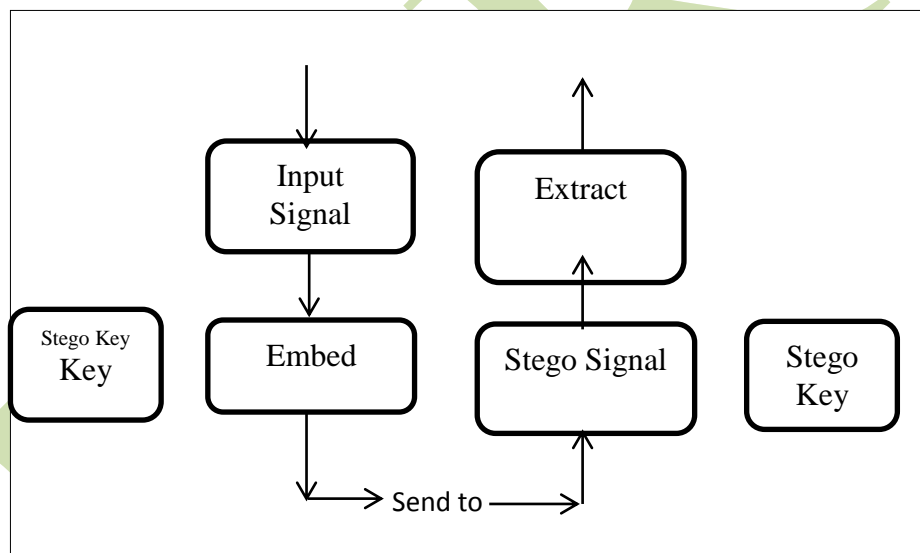 Input
Signal
Extract
Stego Key
Key
Embed
Stego Signal
Stego
Key
Send to